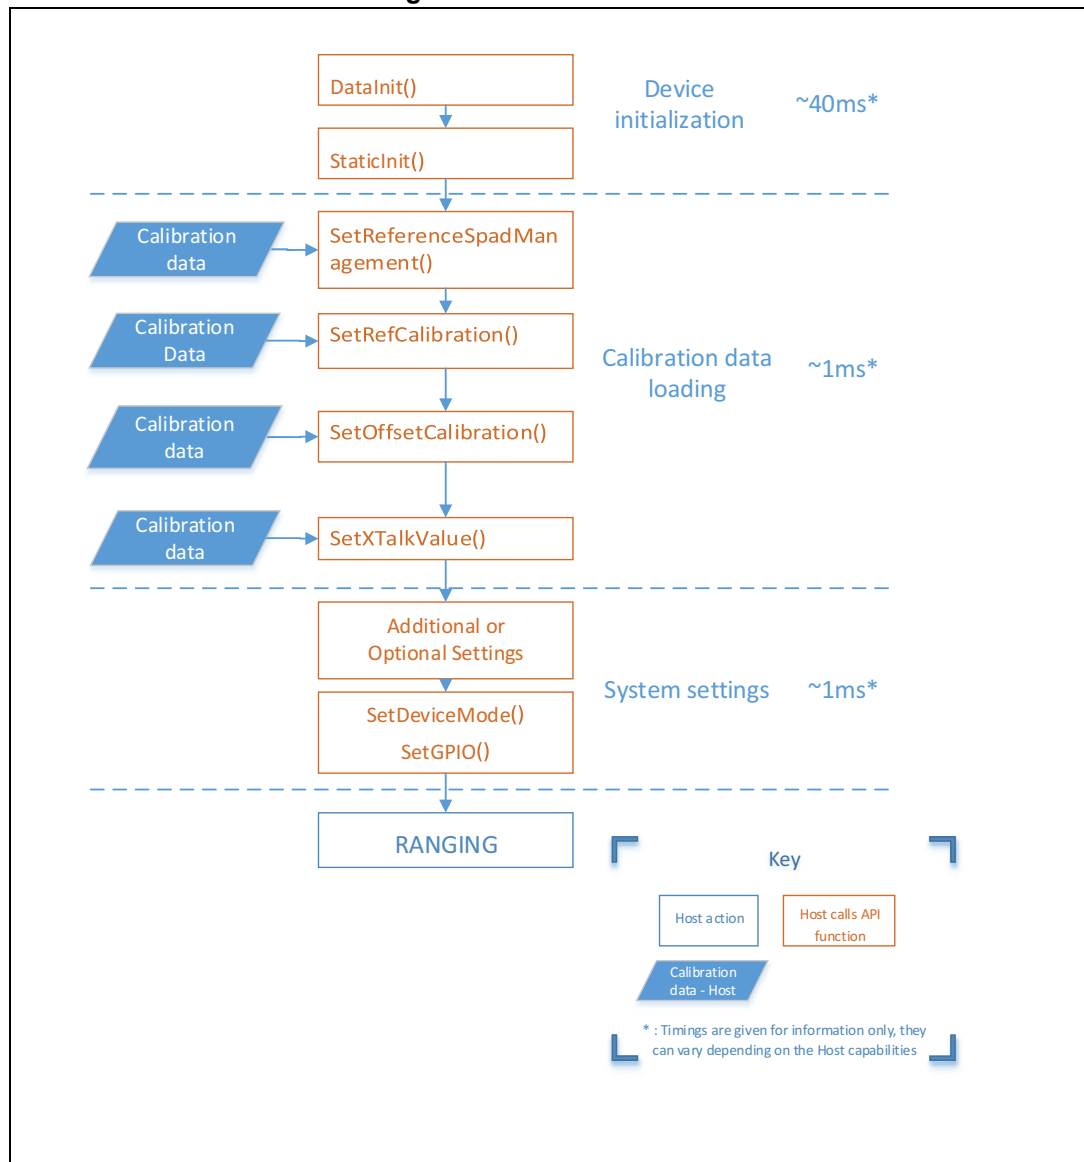 DataInit()
Device
initialization
~40ms*
StaticInit()
Calibration
data
SetReferenceSpadMan
agement()
Calibration
Data
SetRefCalibration()
Calibration data
loading
~1ms*
Calibration
data
SetOffsetCalibration()
Calibration
data
SetXTalkValue()
Additional or
Optional Settings
System settings
~1ms*
SetDeviceMode()
SetGPIO()
RANGING
Key
Host action
Host calls API
function
Calibration
data - Host
* : Timings are given for information only, they
can vary depending on the Host capabilities